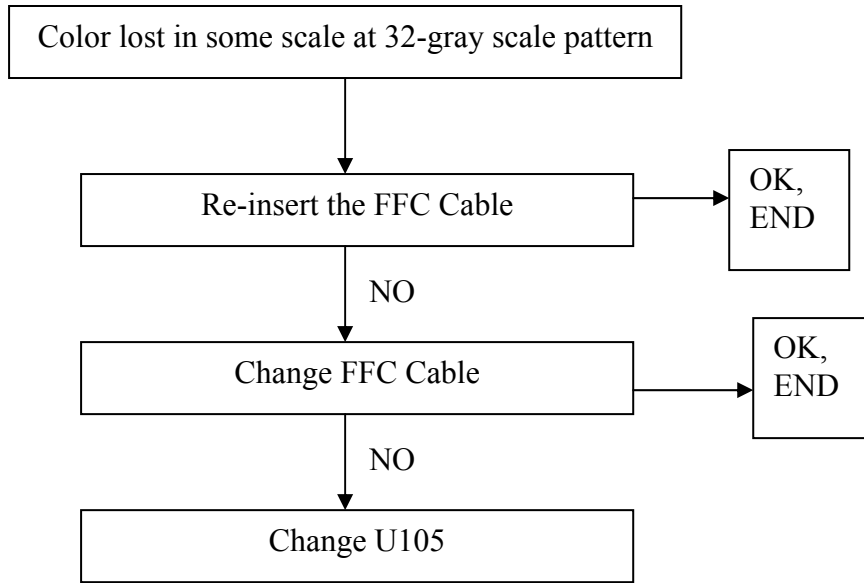 Color lost in some scale at 32-gray scale pattern
Re-insert the FFC Cable
OK,
END
NO
Change FFC Cable
OK,
END
NO
Change U105